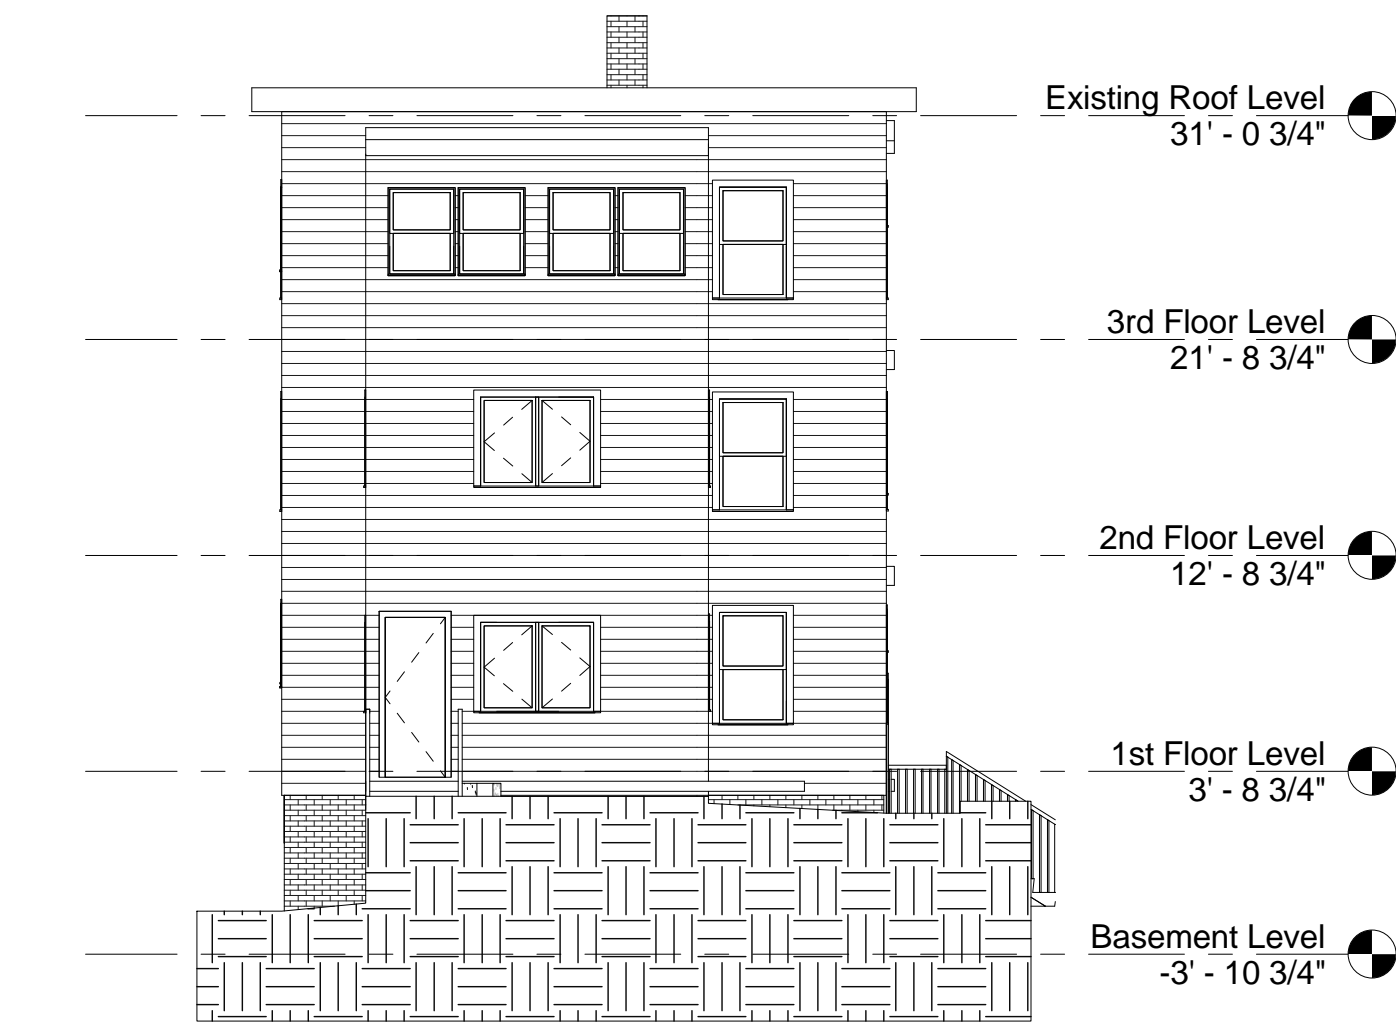 Existing Roof Level
31' - 0 3/4"
3rd Floor Level
21' - 8 3/4"
2nd Floor Level
12' - 8 3/4"
1st Floor Level
3' - 8 3/4"
Basement Level
-3' - 10 3/4"